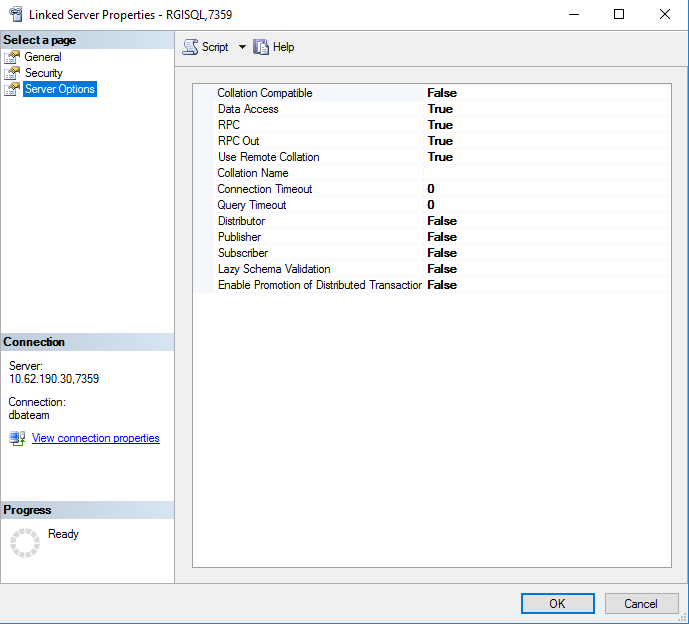 Linked Server Properties - RGISQL,7359
Select a page
General
Security
Server Options
Script
Help
Collation Compatible False
Data Access True
RPC True
RPC Out True
Use Remote Collation True
Collation Name
Connection Timeout 0
Query Timeout 0
Distributor False
Publisher False
Subscriber False
Lazy Schema Validation False
Enable Promotion of Distributed Transaction False
Connection
Server:
10.62.190.30,7359
Connection:
dbateam
View connection properties
Progress
Ready
OK
Cancel